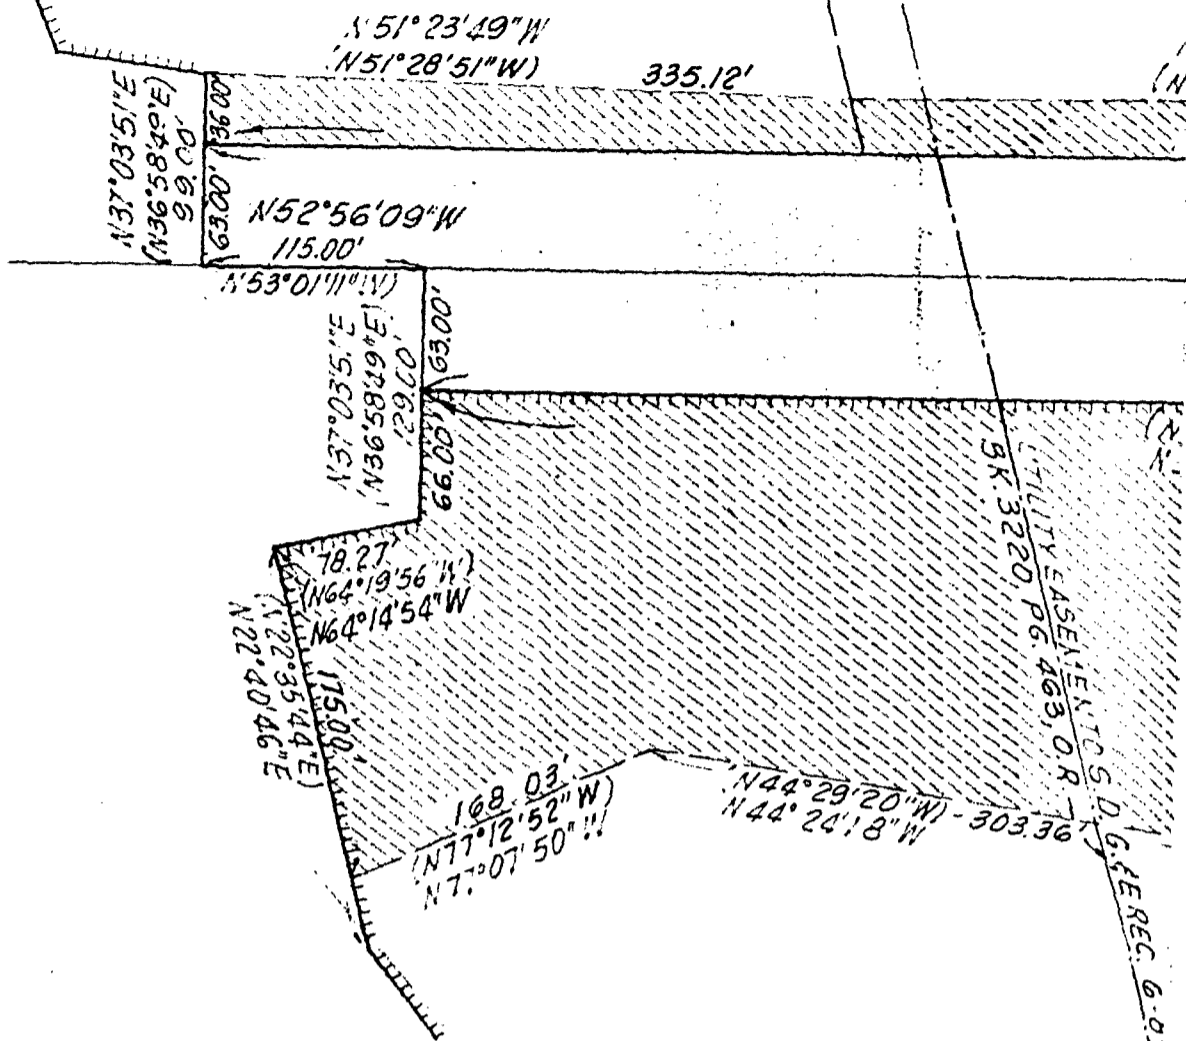 N51°23'49"W
(N51°28'51"W)
335.12'
(N
N37°03'51"E
(N36°58'49"E)
99.00'
36.00'
63.00'
N52°56'09"W
115.00'
N53°01'11"W)
N37°03'51"E
N36°58'49"E)
129.00'
63.00'
66.00'
(N
N
78.27'
(N64°19'56"W)
N64°14'54"W
(N22°35'44"E)
N22°40'46"E
175.00'
168.03'
(N77°12'52"W)
N77°07'50"W
(N44°29'20"W) - 303.36'
N44°24'18"W
UTILITY EASEMENT TO S.D.G.&E REC. 6-
BK. 3220 PG. 463, O.R.